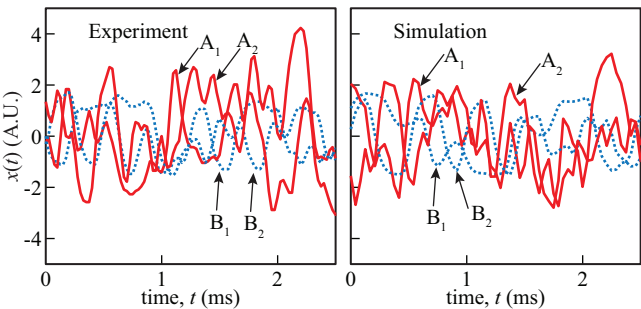 Experiment
A1
A2
Simulation
A1
A2
4
2
0
-2
-4
x(t) (A.U.)
B1
B2
B1
B2
0
1
2
0
1
2
time, t (ms)
time, t (ms)